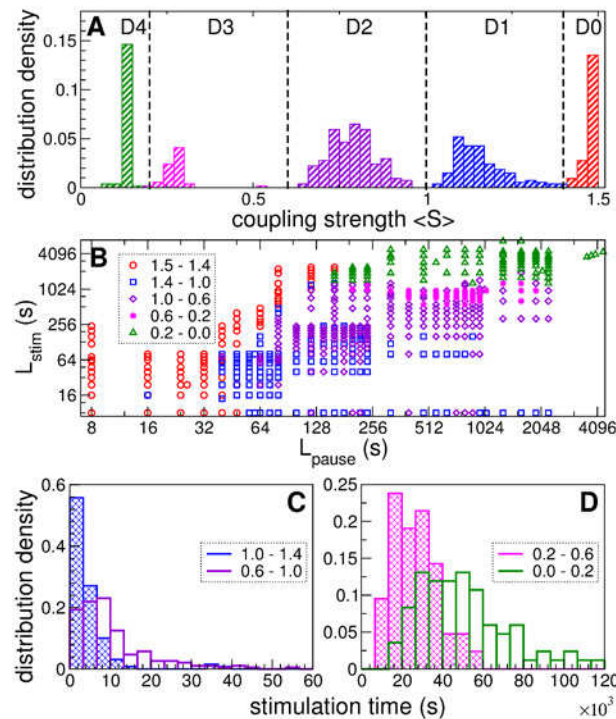 A
D4 D3 D2 D1 D0
distribution density
0.15
0.1
0.05
0
0 0.5 1 1.5
coupling strength <S>
B
1.5 - 1.4
1.4 - 1.0
1.0 - 0.6
0.6 - 0.2
0.2 - 0.0
L_stim (s)
4096
1024
256
64
16
8 16 32 64 128 256 512 1024 2048 4096
L_pause (s)
C
distribution density
0.6
0.4
0.2
0
1.0 - 1.4
0.6 - 1.0
0 10 20 30 40 50 60
D
0.25
0.2
0.15
0.1
0.05
0
0.2 - 0.6
0.0 - 0.2
0 20 40 60 80 100 120
stimulation time (s)
×10³